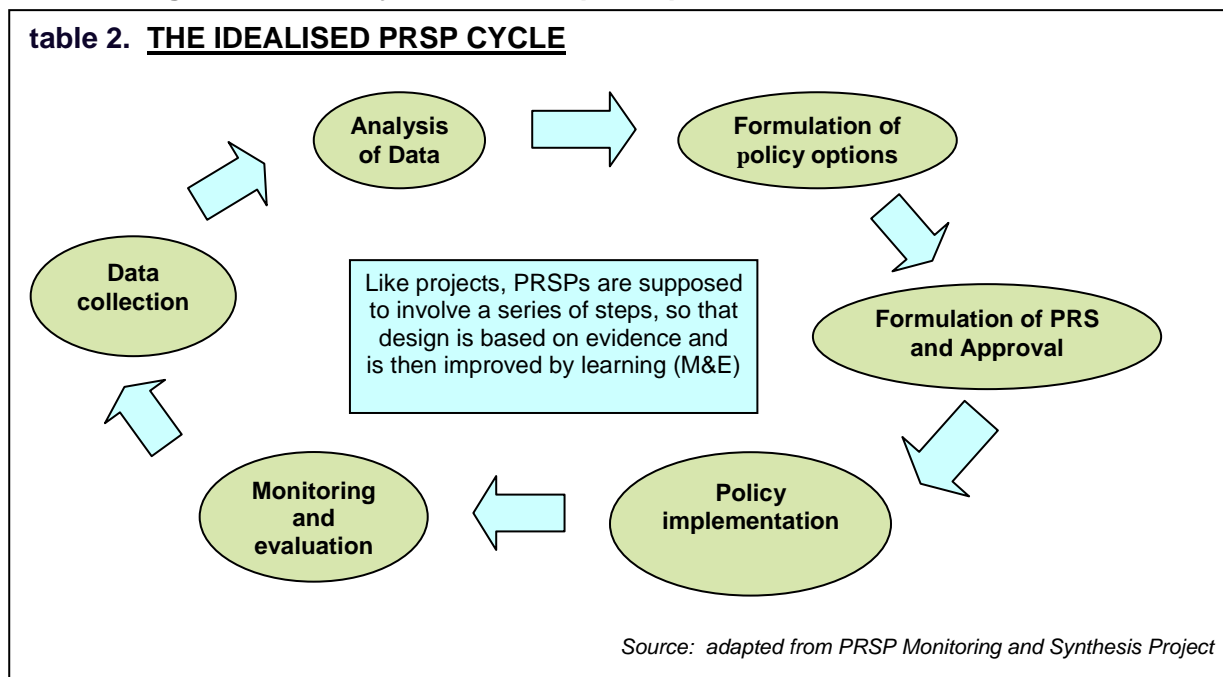 table 2. THE IDEALISED PRSP CYCLE
Analysis
of Data
Formulation of
policy options
Data
collection
Like projects, PRSPs are supposed
to involve a series of steps, so that
design is based on evidence and
is then improved by learning (M&E)
Formulation of PRS
and Approval
Monitoring
and
evaluation
Policy
implementation
Source: adapted from PRSP Monitoring and Synthesis Project